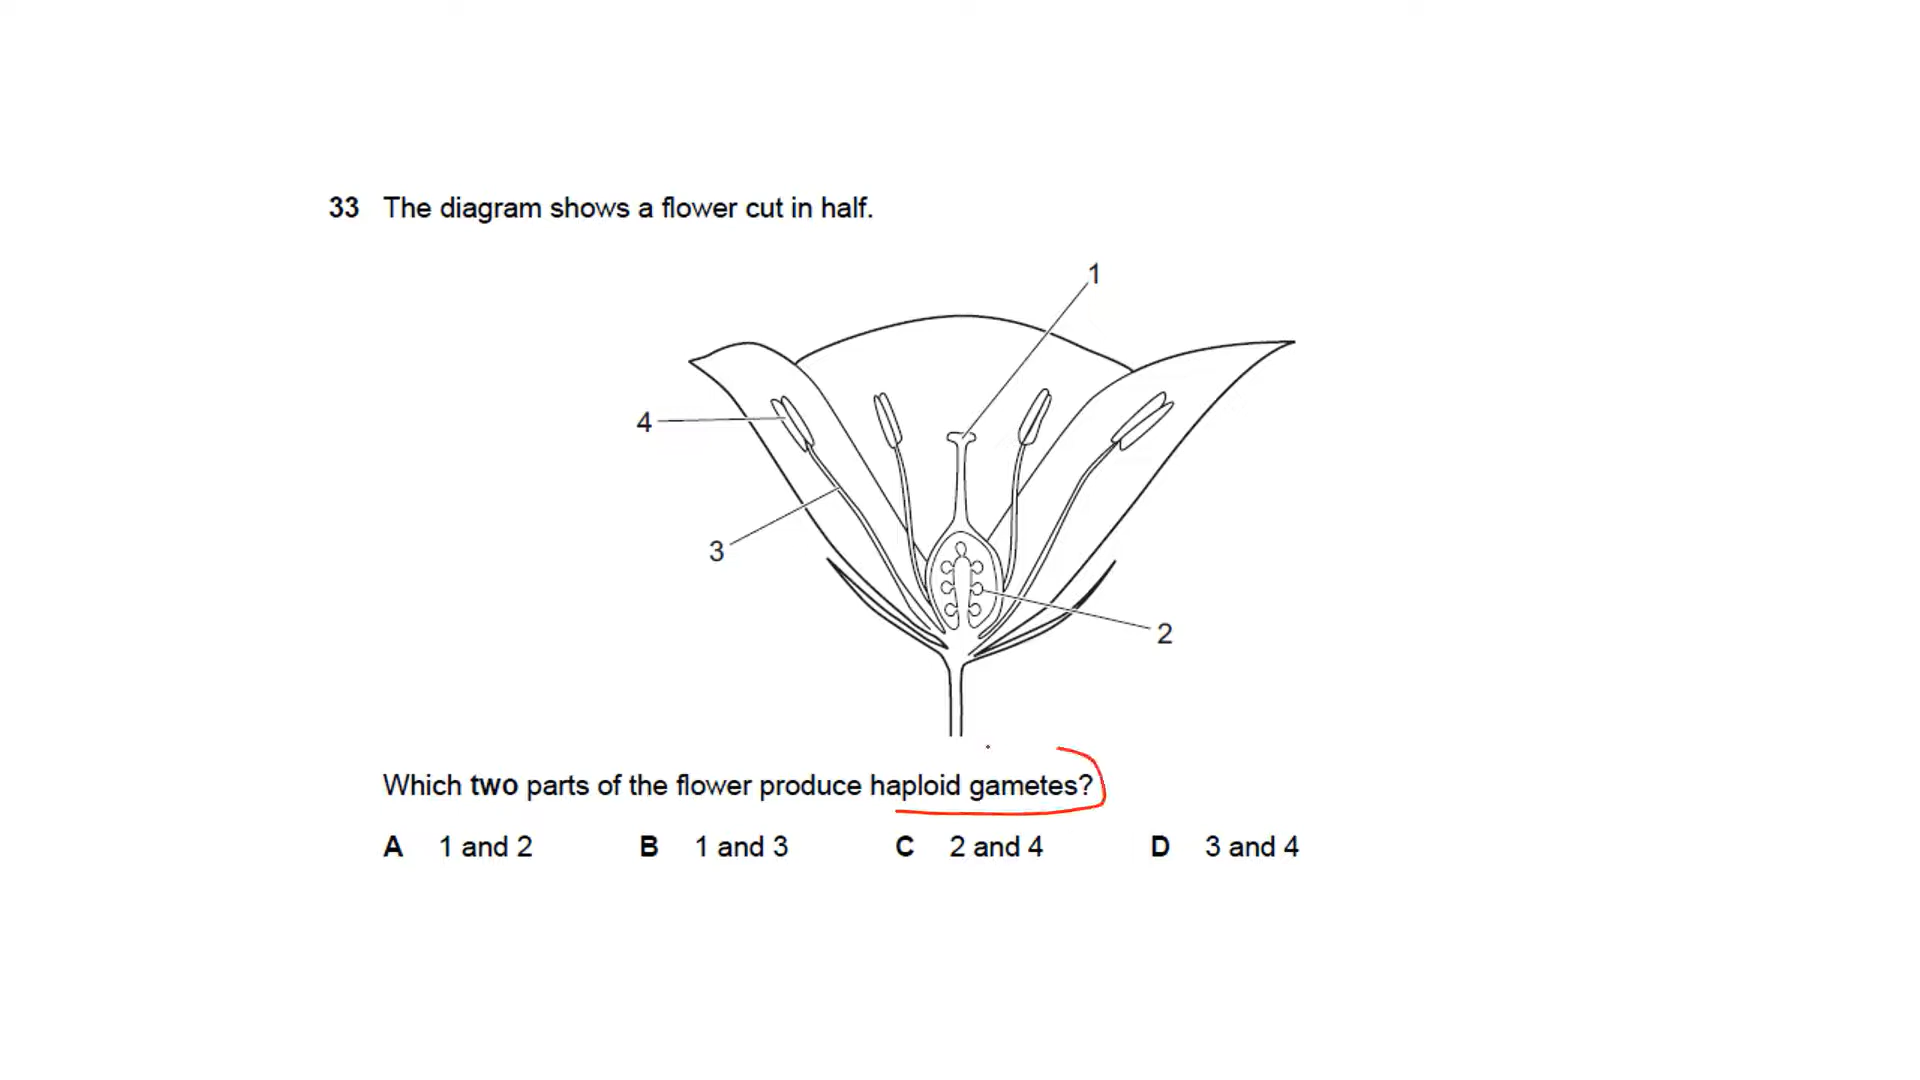 33 The diagram shows a flower cut in half.
1
4
3
2
Which two parts of the flower produce haploid gametes?
A 1 and 2 B 1 and 3 C 2 and 4 D 3 and 4